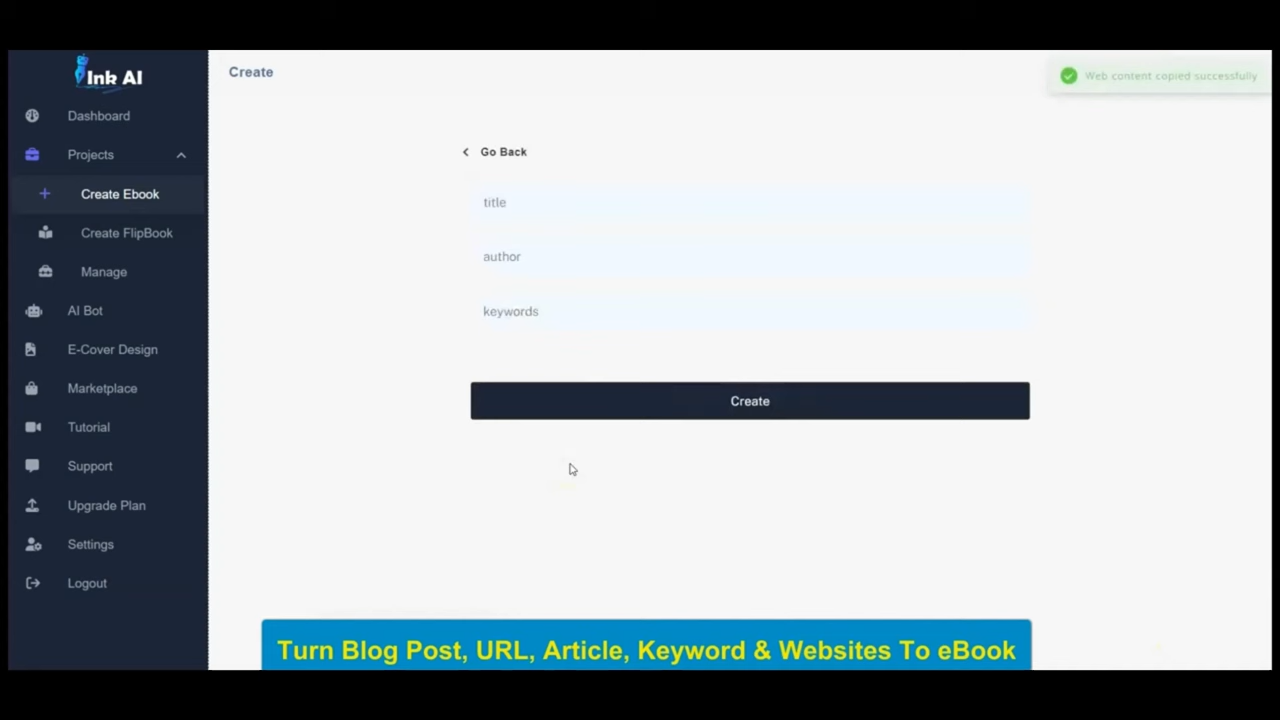 Ink AI
Dashboard
Projects
Create Ebook
Create FlipBook
Manage
AI Bot
E-Cover Design
Marketplace
Tutorial
Support
Upgrade Plan
Settings
Logout
Create
Web content copied successfully
Go Back
title
author
keywords
Create
Turn Blog Post, URL, Article, Keyword & Websites To eBook